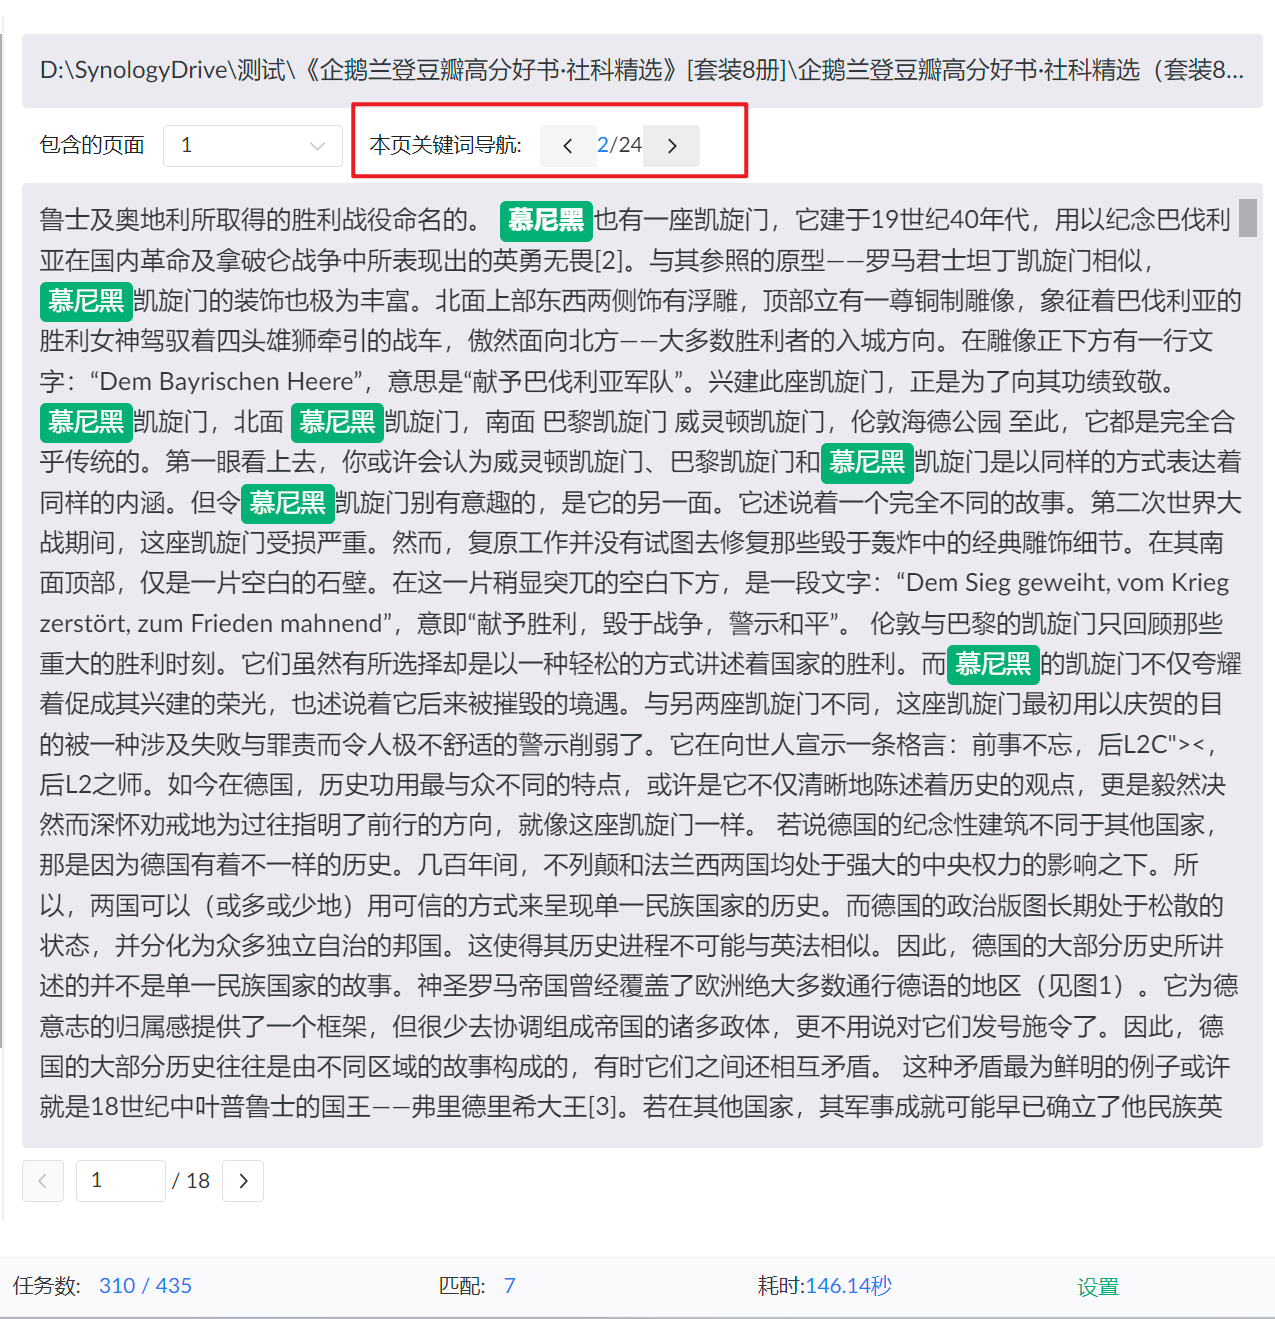 D:\SynologyDrive\测试\《企鹅兰登豆瓣高分好书·社科精选》[套装8册]\企鹅兰登豆瓣高分好书·社科精选（套装8...
包含的页面 1 本页关键词导航: 2/24
鲁士及奥地利所取得的胜利战役命名的。 慕尼黑也有一座凯旋门，它建于19世纪40年代，用以纪念巴伐利
亚在国内革命及拿破仑战争中所表现出的英勇无畏[2]。与其参照的原型——罗马君士坦丁凯旋门相似，
慕尼黑凯旋门的装饰也极为丰富。北面上部东西两侧饰有浮雕，顶部立有一尊铜制雕像，象征着巴伐利亚的
胜利女神驾驭着四头雄狮牵引的战车，傲然面向北方——大多数胜利者的入城方向。在雕像正下方有一行文
字：“Dem Bayrischen Heere”，意思是“献予巴伐利亚军队”。兴建此座凯旋门，正是为了向其功绩致敬。
慕尼黑凯旋门，北面 慕尼黑凯旋门，南面 巴黎凯旋门 威灵顿凯旋门，伦敦海德公园 至此，它都是完全合
乎传统的。第一眼看上去，你或许会认为威灵顿凯旋门、巴黎凯旋门和慕尼黑凯旋门是以同样的方式表达着
同样的内涵。但令慕尼黑凯旋门别有意趣的，是它的另一面。它述说着一个完全不同的故事。第二次世界大
战期间，这座凯旋门受损严重。然而，复原工作并没有试图去修复那些毁于轰炸中的经典雕饰细节。在其南
面顶部，仅是一片空白的石壁。在这一片稍显突兀的空白下方，是一段文字：“Dem Sieg geweiht, vom Krieg
zerstört, zum Frieden mahnend”，意即“献予胜利，毁于战争，警示和平”。 伦敦与巴黎的凯旋门只回顾那些
重大的胜利时刻。它们虽然有所选择却是以一种轻松的方式讲述着国家的胜利。而慕尼黑的凯旋门不仅夸耀
着促成其兴建的荣光，也述说着它后来被摧毁的境遇。与另两座凯旋门不同，这座凯旋门最初用以庆贺的目
的被一种涉及失败与罪责而令人极不舒适的警示削弱了。它在向世人宣示一条格言：前事不忘，后L2C"><，
后L2之师。如今在德国，历史功用最与众不同的特点，或许是它不仅清晰地陈述着历史的观点，更是毅然决
然而深怀劝戒地为过往指明了前行的方向，就像这座凯旋门一样。 若说德国的纪念性建筑不同于其他国家，
那是因为德国有着不一样的历史。几百年间，不列颠和法兰西两国均处于强大的中央权力的影响之下。所
以，两国可以（或多或少地）用可信的方式来呈现单一民族国家的历史。而德国的政治版图长期处于松散的
状态，并分化为众多独立自治的邦国。这使得其历史进程不可能与英法相似。因此，德国的大部分历史所讲
述的并不是单一民族国家的故事。神圣罗马帝国曾经覆盖了欧洲绝大多数通行德语的地区（见图1）。它为德
意志的归属感提供了一个框架，但很少去协调组成帝国的诸多政体，更不用说对它们发号施令了。因此，德
国的大部分历史往往是由不同区域的故事构成的，有时它们之间还相互矛盾。 这种矛盾最为鲜明的例子或许
就是18世纪中叶普鲁士的国王——弗里德里希大王[3]。若在其他国家，其军事成就可能早已确立了他民族英
1 / 18
任务数: 310 / 435 匹配: 7 耗时:146.14秒 设置